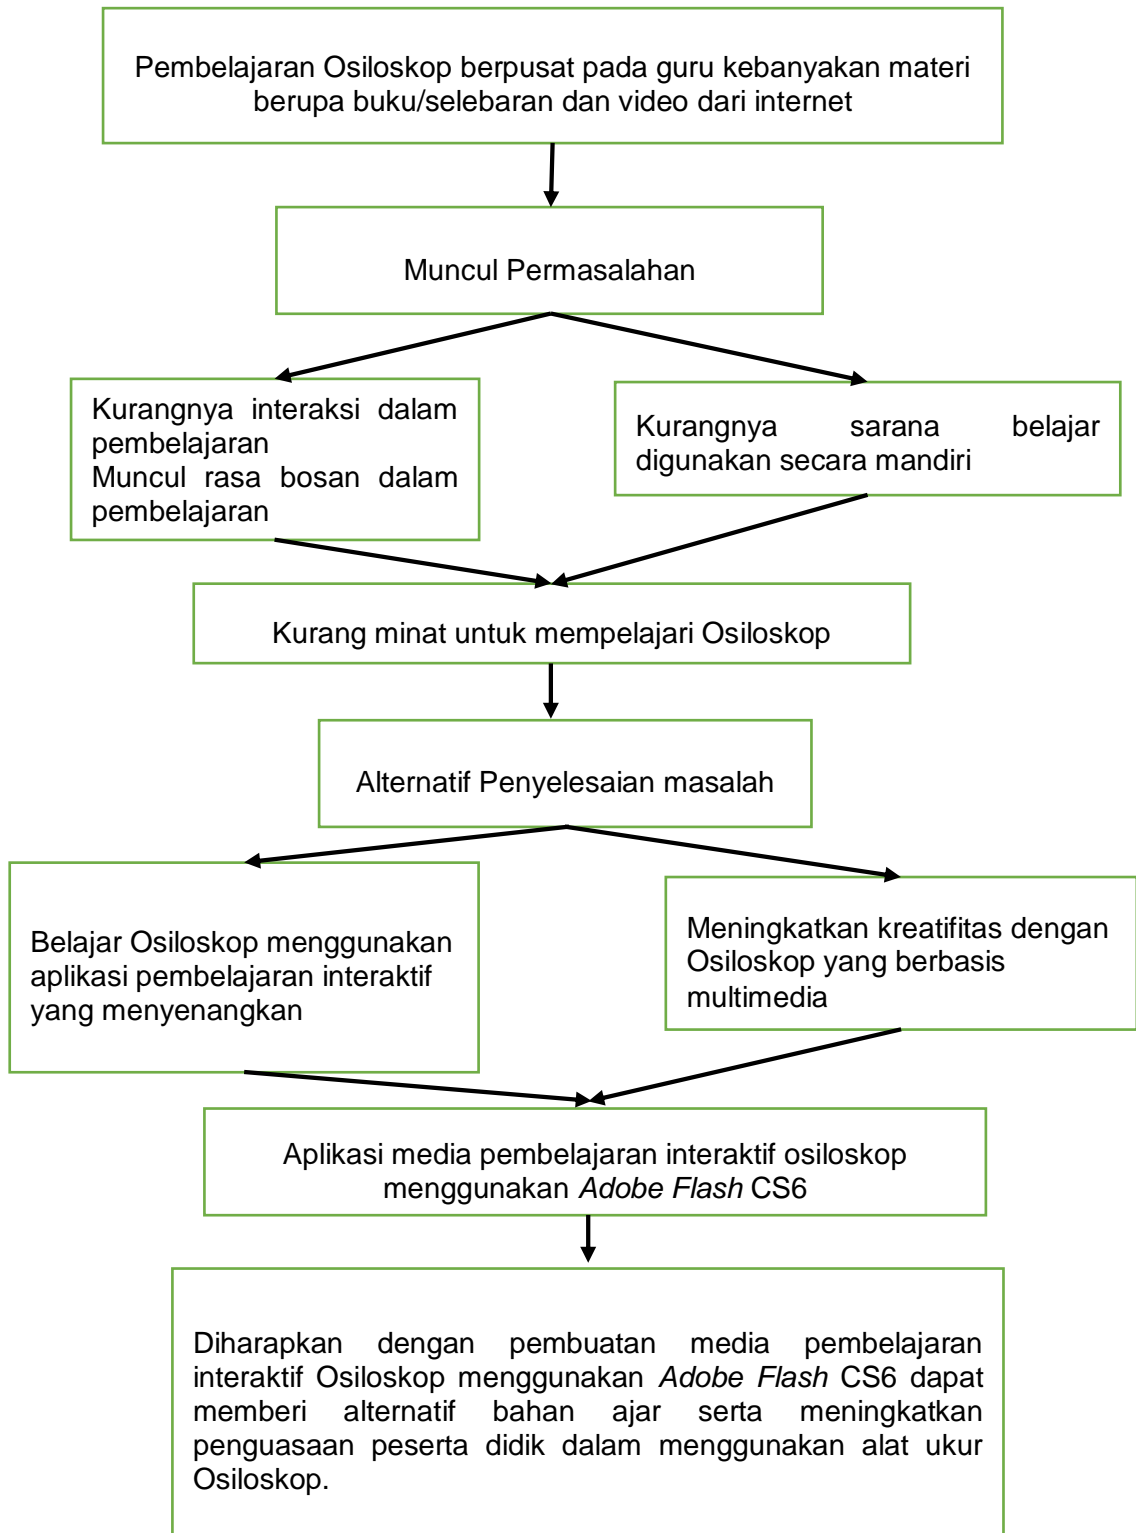 Pembelajaran Osiloskop berpusat pada guru kebanyakan materi
berupa buku/selebaran dan video dari internet
Muncul Permasalahan
Kurangnya interaksi dalam
pembelajaran
Muncul rasa bosan dalam
pembelajaran
Kurangnya sarana belajar
digunakan secara mandiri
Kurang minat untuk mempelajari Osiloskop
Alternatif Penyelesaian masalah
Belajar Osiloskop menggunakan
aplikasi pembelajaran interaktif
yang menyenangkan
Meningkatkan kreatifitas dengan
Osiloskop yang berbasis
multimedia
Aplikasi media pembelajaran interaktif osiloskop
menggunakan Adobe Flash CS6
Diharapkan dengan pembuatan media pembelajaran
interaktif Osiloskop menggunakan Adobe Flash CS6 dapat
memberi alternatif bahan ajar serta meningkatkan
penguasaan peserta didik dalam menggunakan alat ukur
Osiloskop.